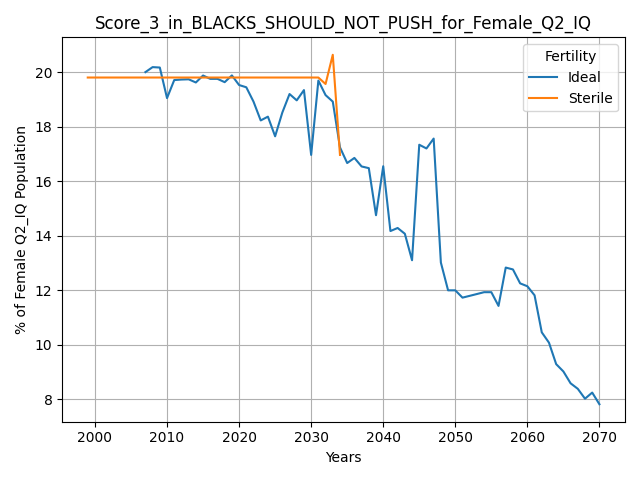 Score_3_in_BLACKS_SHOULD_NOT_PUSH_for_Female_Q2_IQ
Fertility
Ideal
Sterile
% of Female Q2_IQ Population
20
18
16
14
12
10
8
2000 2010 2020 2030 2040 2050 2060 2070
Years